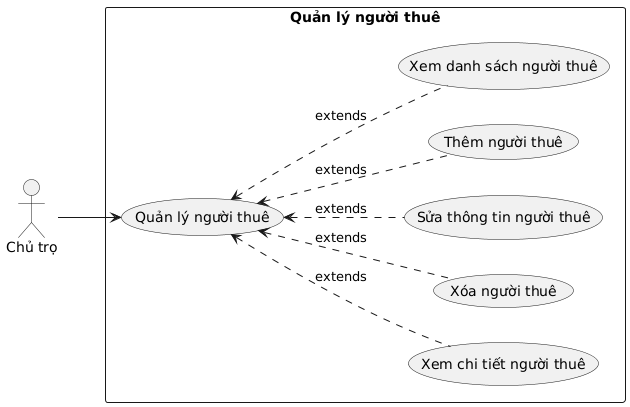 Quản lý người thuê
Xem danh sách người thuê
extends
Thêm người thuê
extends
Chủ trọ
Quản lý người thuê
extends
Sửa thông tin người thuê
extends
Xóa người thuê
extends
Xem chi tiết người thuê